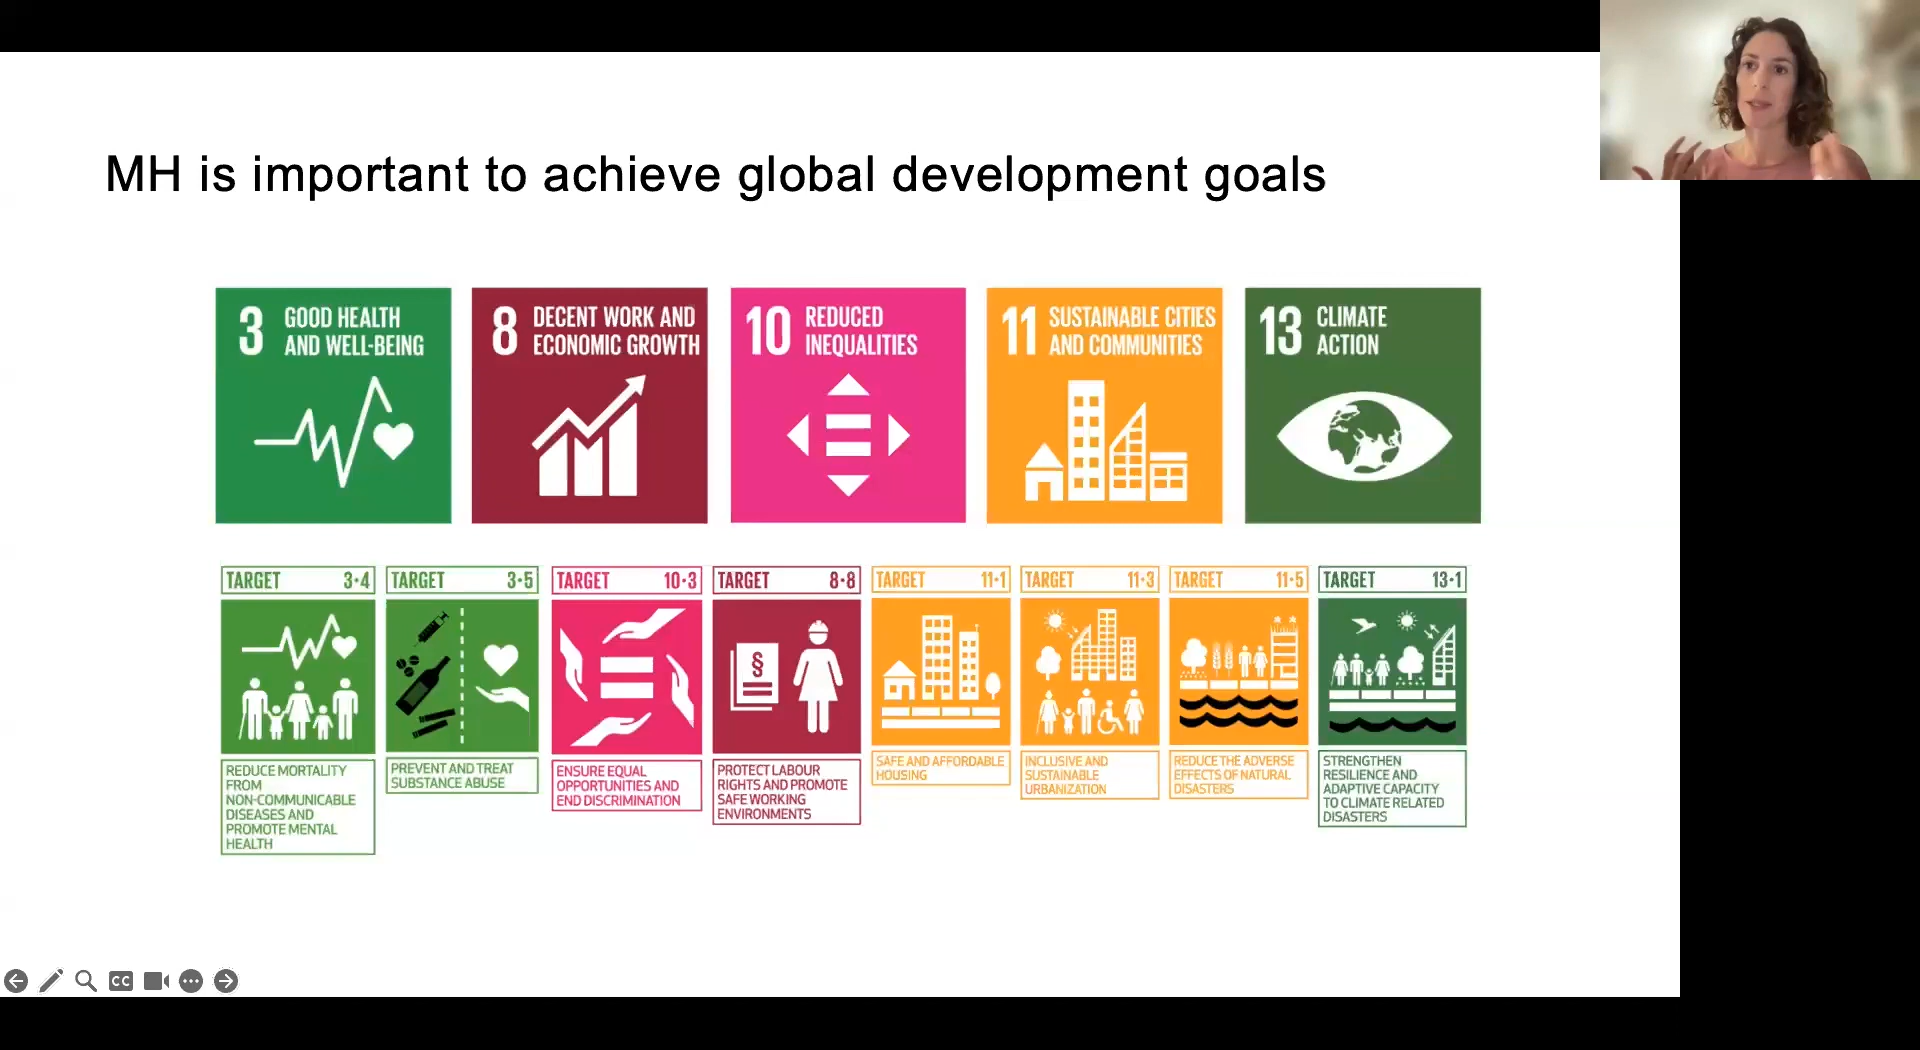 MH is important to achieve global development goals
3 GOOD HEALTH
AND WELL-BEING
8 DECENT WORK AND
ECONOMIC GROWTH
10 REDUCED
INEQUALITIES
11 SUSTAINABLE CITIES
AND COMMUNITIES
13 CLIMATE
ACTION
TARGET 3·4
REDUCE MORTALITY
FROM
NON-COMMUNICABLE
DISEASES AND
PROMOTE MENTAL
HEALTH
TARGET 3·5
PREVENT AND TREAT
SUBSTANCE ABUSE
TARGET 10·3
ENSURE EQUAL
OPPORTUNITIES AND
END DISCRIMINATION
TARGET 8·8
§
PROTECT LABOUR
RIGHTS AND PROMOTE
SAFE WORKING
ENVIRONMENTS
TARGET 11·1
SAFE AND AFFORDABLE
HOUSING
TARGET 11·3
INCLUSIVE AND
SUSTAINABLE
URBANIZATION
TARGET 11·5
REDUCE THE ADVERSE
EFFECTS OF NATURAL
DISASTERS
TARGET 13·1
STRENGTHEN
RESILIENCE AND
ADAPTIVE CAPACITY
TO CLIMATE RELATED
DISASTERS
CC